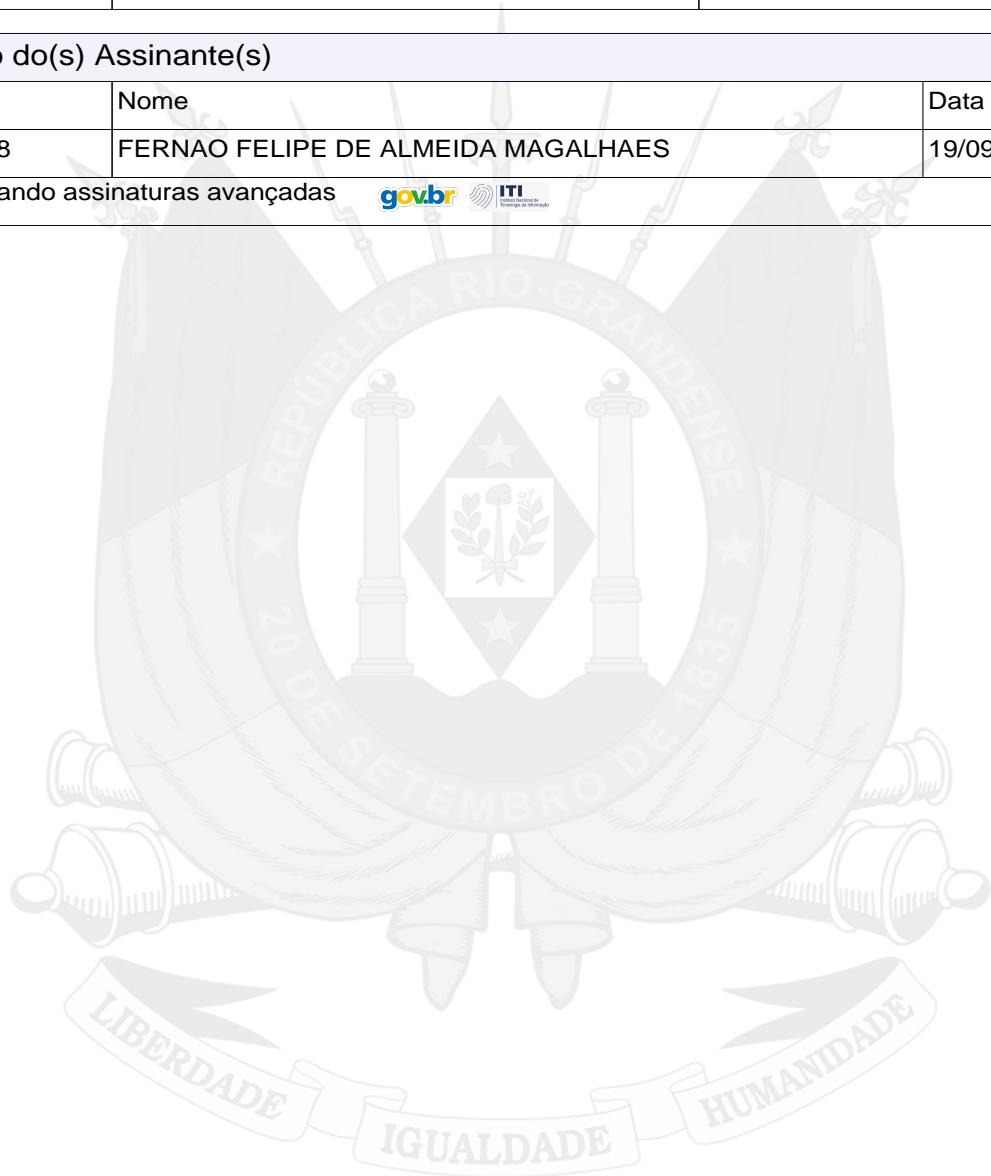 o do(s) Assinante(s)
Nome Data
8 FERNAO FELIPE DE ALMEIDA MAGALHAES 19/09
ando assinaturas avançadas gov.br ITI
REPÚBLICA RIO-GRANDENSE
20 DE SETEMBRO DE 1835
LIBERDADE IGUALDADE HUMANIDADE